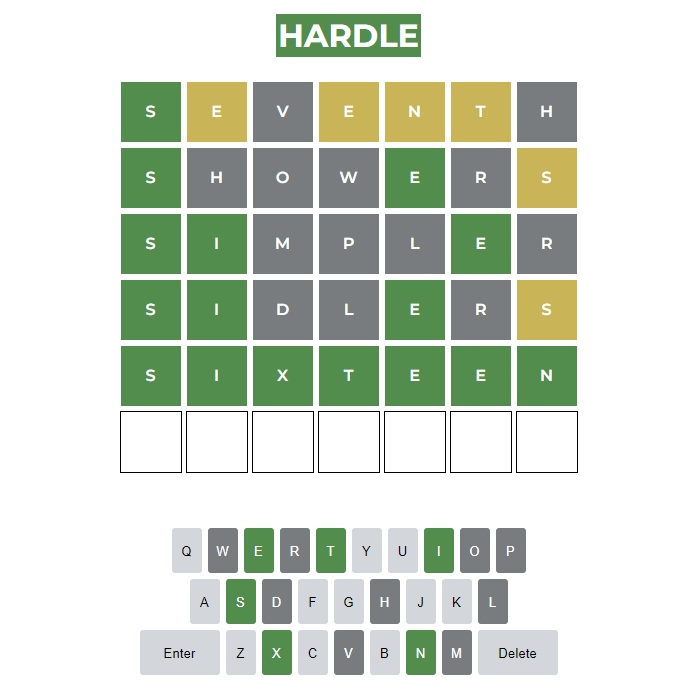 HARDLE
S E V E N T H
S H O W E R S
S I M P L E R
S I D L E R S
S I X T E E N
Q W E R T Y U I O P
A S D F G H J K L
Enter Z X C V B N M Delete